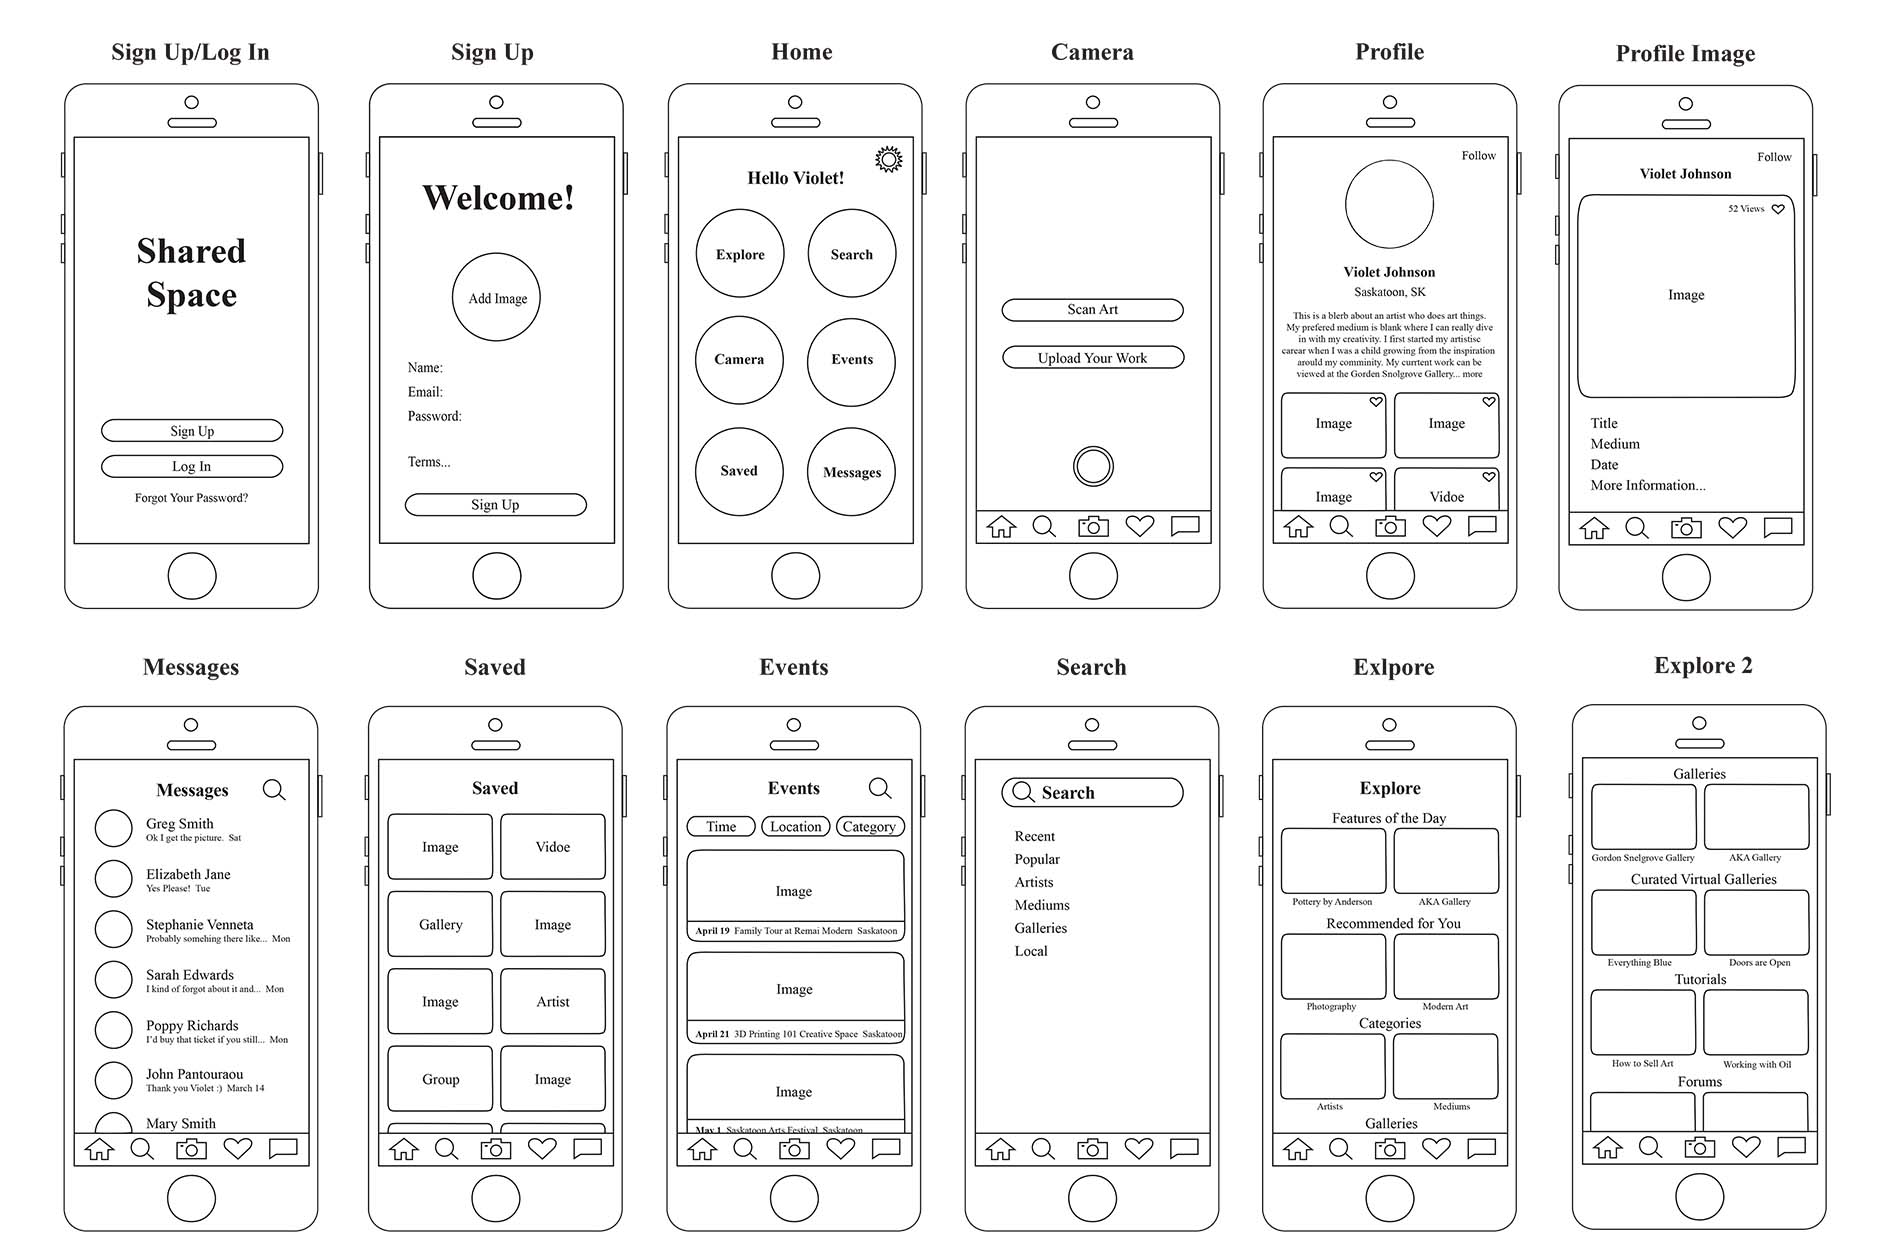 Sign Up/Log In
Shared
Space
Sign Up
Log In
Forgot Your Password?
Sign Up
Welcome!
Add Image
Name:
Email:
Password:
Terms...
Sign Up
Home
Hello Violet!
Explore
Search
Camera
Events
Saved
Messages
Camera
Scan Art
Upload Your Work
Profile
Follow
Violet Johnson
Saskatoon, SK
This is a blerb about an artist who does art things.
My prefered medium is blank where I can really dive
in with my creativity. I first started my artistisc
carear when I was a child growing from the inspiration
arould my comminity. My currtent work can be
viewed at the Gorden Snolgrove Gallery... more
Image
Image
Image
Vidoe
Profile Image
Follow
Violet Johnson
52 Views
Image
Title
Medium
Date
More Information...
Messages
Messages
Greg Smith
Ok I get the picture. Sat
Elizabeth Jane
Yes Please! Tue
Stephanie Venneta
Probably somehing there like... Mon
Sarah Edwards
I kind of forgot about it and... Mon
Poppy Richards
I'd buy that ticket if you still... Mon
John Pantouraou
Thank you Violet :) March 14
Mary Smith
Saved
Saved
Image
Vidoe
Gallery
Image
Image
Artist
Group
Image
Events
Events
Time
Location
Category
Image
April 19 Family Tour at Remai Modern Saskatoon
Image
April 21 3D Printing 101 Creative Space Saskatoon
Image
May 1 Saskatoon Arts Festival Saskatoon
Search
Search
Recent
Popular
Artists
Mediums
Galleries
Local
Exlpore
Explore
Features of the Day
Pottery by Anderson
AKA Gallery
Recommended for You
Photography
Modern Art
Categories
Artists
Mediums
Galleries
Explore 2
Galleries
Gordon Snelgrove Gallery
AKA Gallery
Curated Virtual Galleries
Everything Blue
Doors are Open
Tutorials
How to Sell Art
Working with Oil
Forums